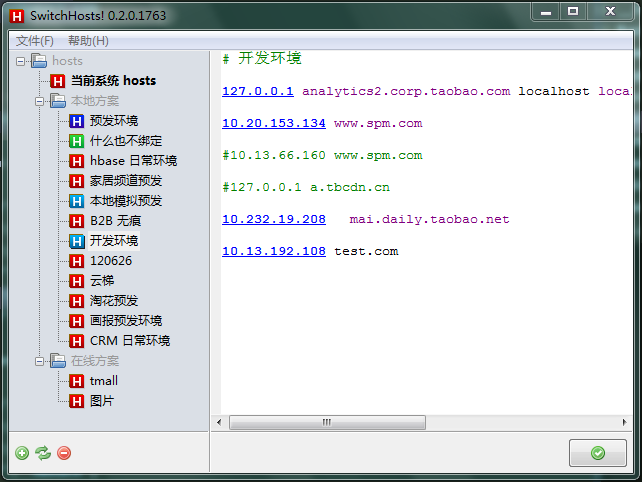 SwitchHosts! 0.2.0.1763
文件(F) 帮助(H)
hosts
当前系统 hosts
本地方案
预发环境
什么也不绑定
hbase 日常环境
家居频道预发
本地模拟预发
B2B 无痕
开发环境
120626
云梯
淘花预发
画报预发环境
CRM 日常环境
在线方案
tmall
图片
# 开发环境
127.0.0.1 analytics2.corp.taobao.com localhost local
10.20.153.134 www.spm.com
#10.13.66.160 www.spm.com
#127.0.0.1 a.tbcdn.cn
10.232.19.208 mai.daily.taobao.net
10.13.192.108 test.com